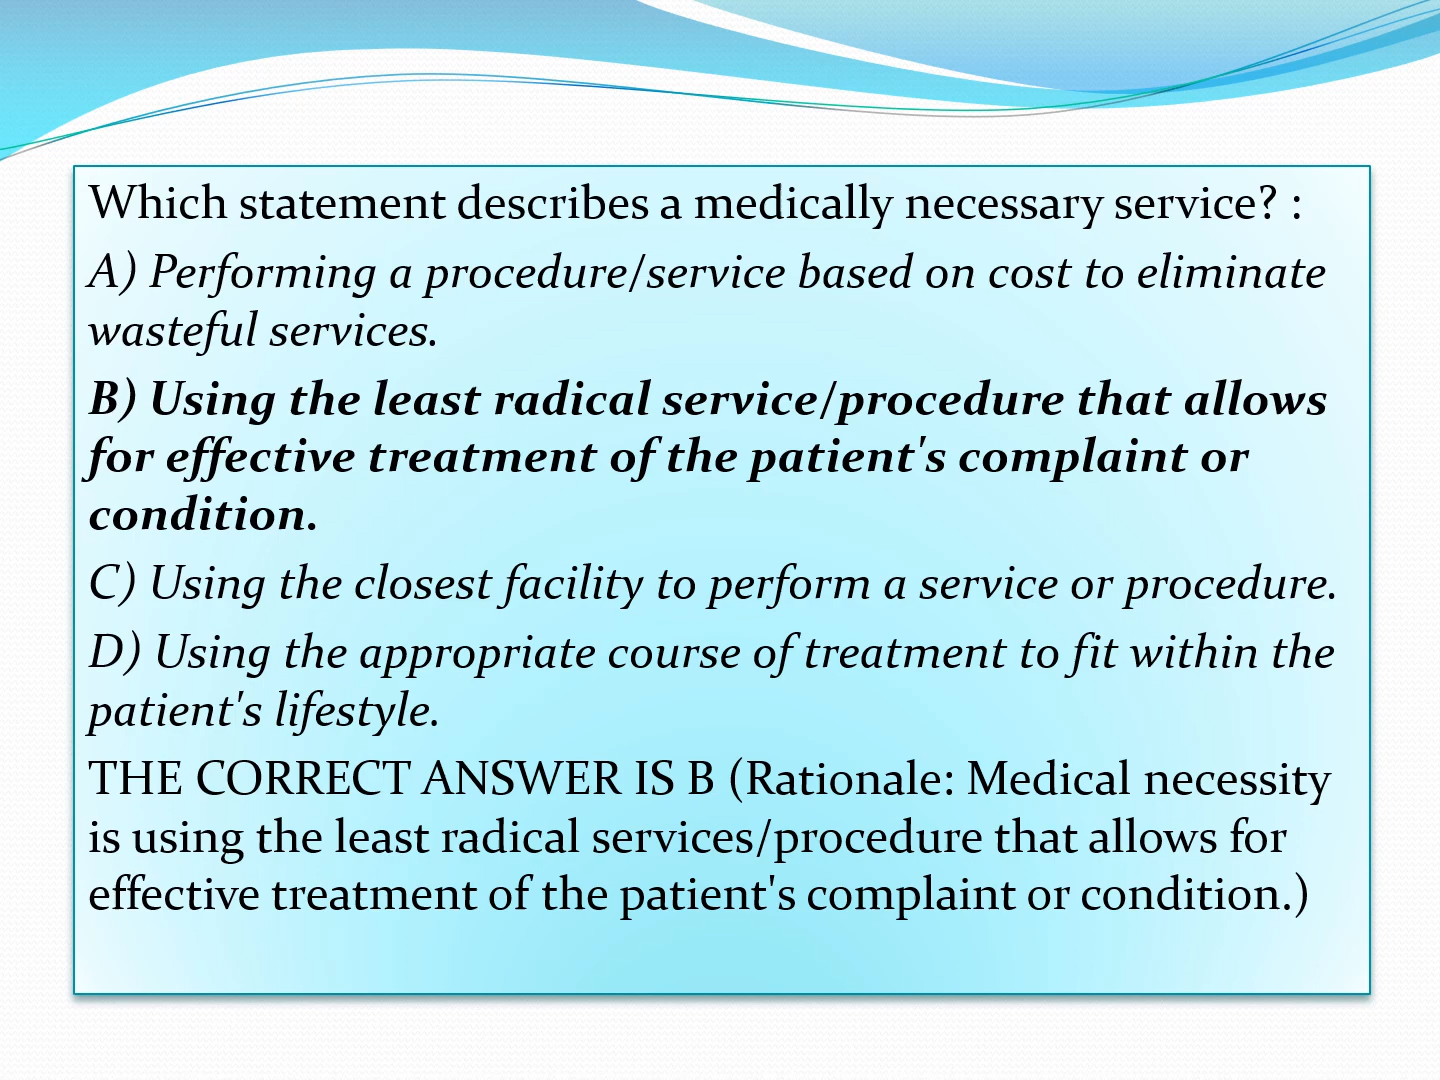 Which statement describes a medically necessary service? :
A) Performing a procedure/service based on cost to eliminate
wasteful services.
B) Using the least radical service/procedure that allows
for effective treatment of the patient's complaint or
condition.
C) Using the closest facility to perform a service or procedure.
D) Using the appropriate course of treatment to fit within the
patient's lifestyle.
THE CORRECT ANSWER IS B (Rationale: Medical necessity
is using the least radical services/procedure that allows for
effective treatment of the patient's complaint or condition.)